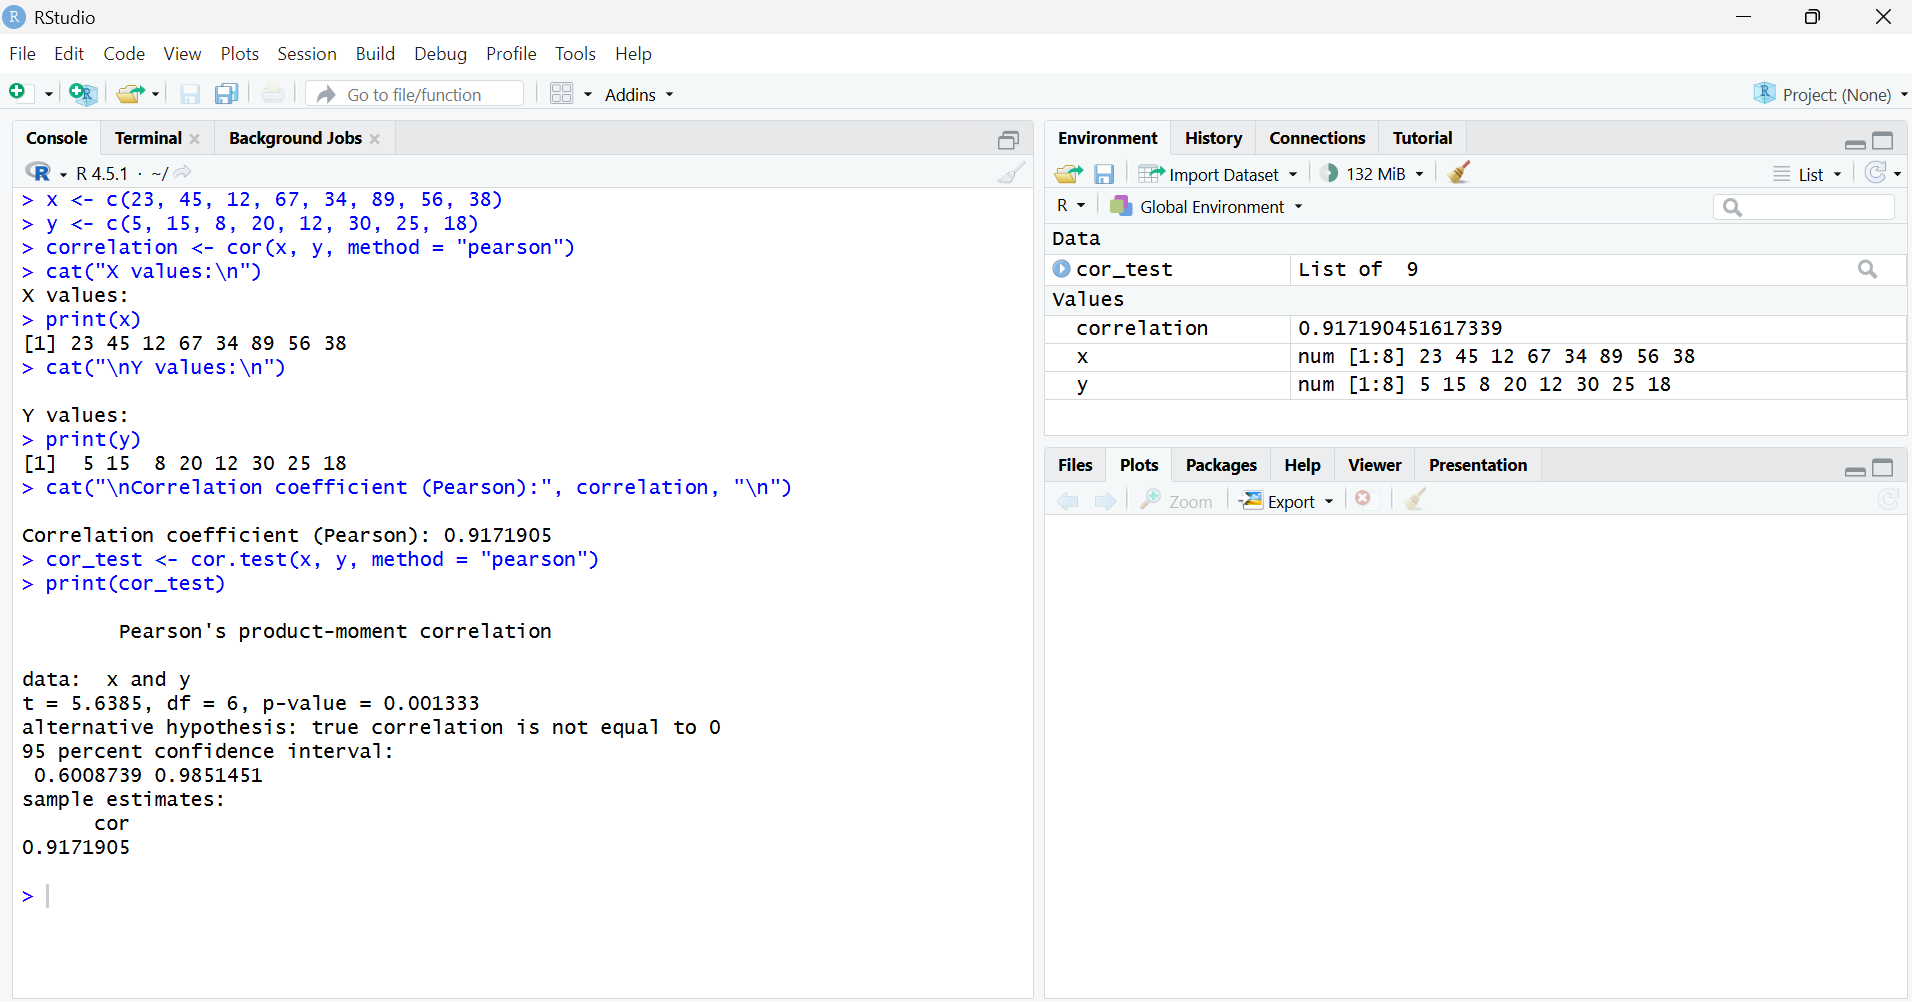 RStudio
File Edit Code View Plots Session Build Debug Profile Tools Help
Go to file/function Addins Project: (None)
Console Terminal Background Jobs
R 4.5.1 · ~/
> x <- c(23, 45, 12, 67, 34, 89, 56, 38)
> y <- c(5, 15, 8, 20, 12, 30, 25, 18)
> correlation <- cor(x, y, method = "pearson")
> cat("X values:\n")
X values:
> print(x)
[1] 23 45 12 67 34 89 56 38
> cat("\nY values:\n")

Y values:
> print(y)
[1]  5 15  8 20 12 30 25 18
> cat("\nCorrelation coefficient (Pearson):", correlation, "\n")

Correlation coefficient (Pearson): 0.9171905
> cor_test <- cor.test(x, y, method = "pearson")
> print(cor_test)

        Pearson's product-moment correlation

data:  x and y
t = 5.6385, df = 6, p-value = 0.001333
alternative hypothesis: true correlation is not equal to 0
95 percent confidence interval:
 0.6008739 0.9851451
sample estimates:
      cor
0.9171905

>
Environment History Connections Tutorial
Import Dataset 132 MiB List
R Global Environment
Data
cor_test List of 9
Values
correlation 0.917190451617339
x num [1:8] 23 45 12 67 34 89 56 38
y num [1:8] 5 15 8 20 12 30 25 18
Files Plots Packages Help Viewer Presentation
Zoom Export